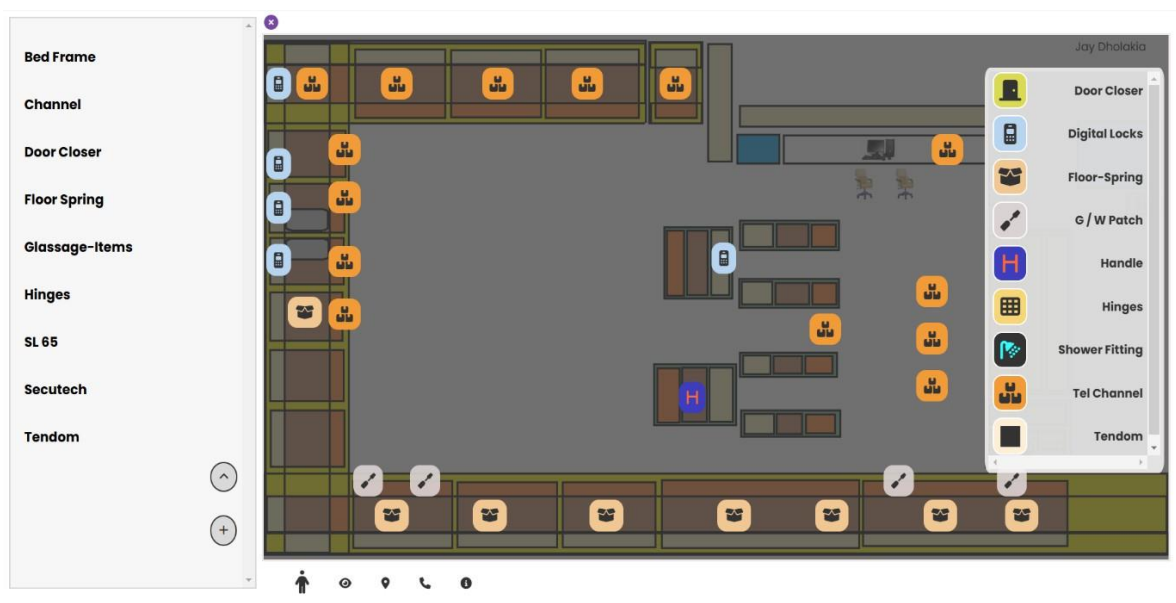 Bed Frame
Channel
Door Closer
Floor Spring
Glassage-Items
Hinges
SL 65
Secutech
Tendom
Jay Dholakia
Door Closer
Digital Locks
Floor-Spring
G / W Patch
H Handle
Hinges
Shower Fitting
Tel Channel
Tendom
H